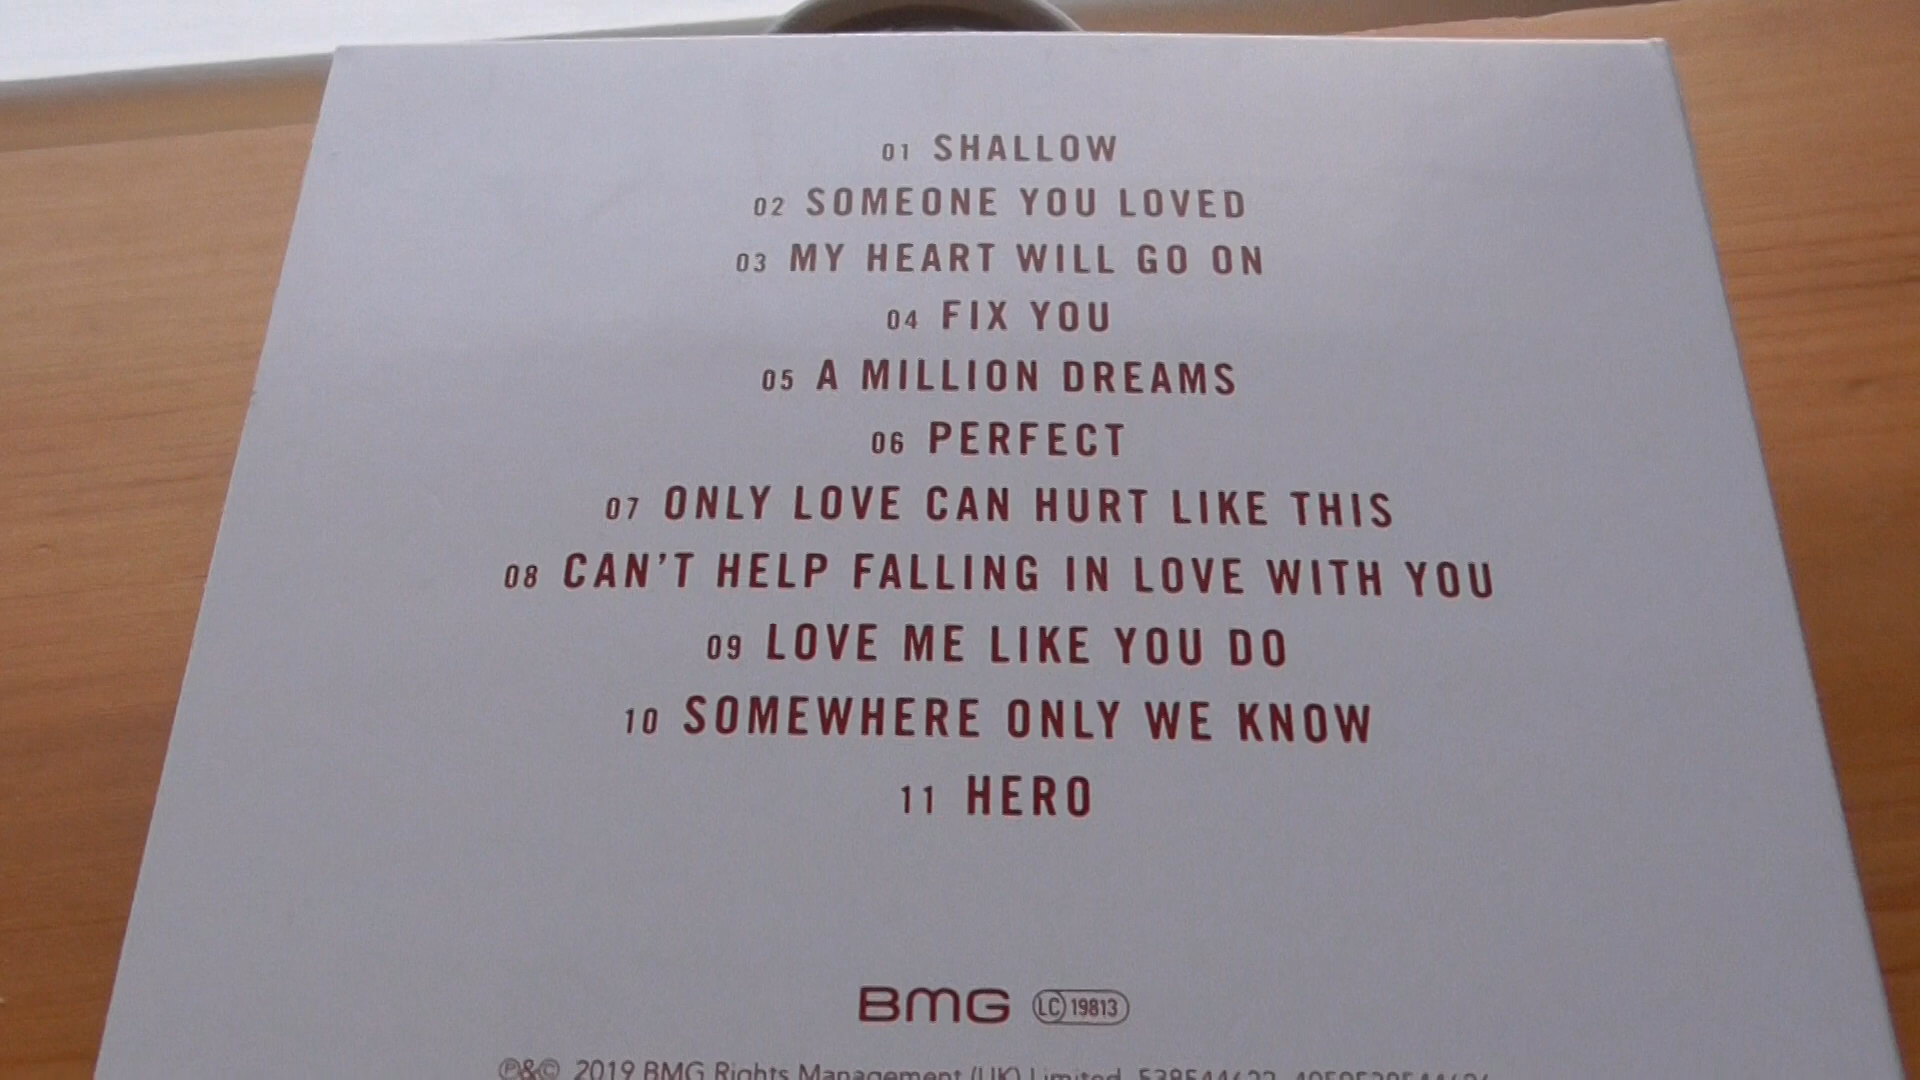 01 SHALLOW
02 SOMEONE YOU LOVED
03 MY HEART WILL GO ON
04 FIX YOU
05 A MILLION DREAMS
06 PERFECT
07 ONLY LOVE CAN HURT LIKE THIS
08 CAN'T HELP FALLING IN LOVE WITH YOU
09 LOVE ME LIKE YOU DO
10 SOMEWHERE ONLY WE KNOW
11 HERO
BMG LC 19813
℗&© 2019 BMG Rights Management (UK) Limited